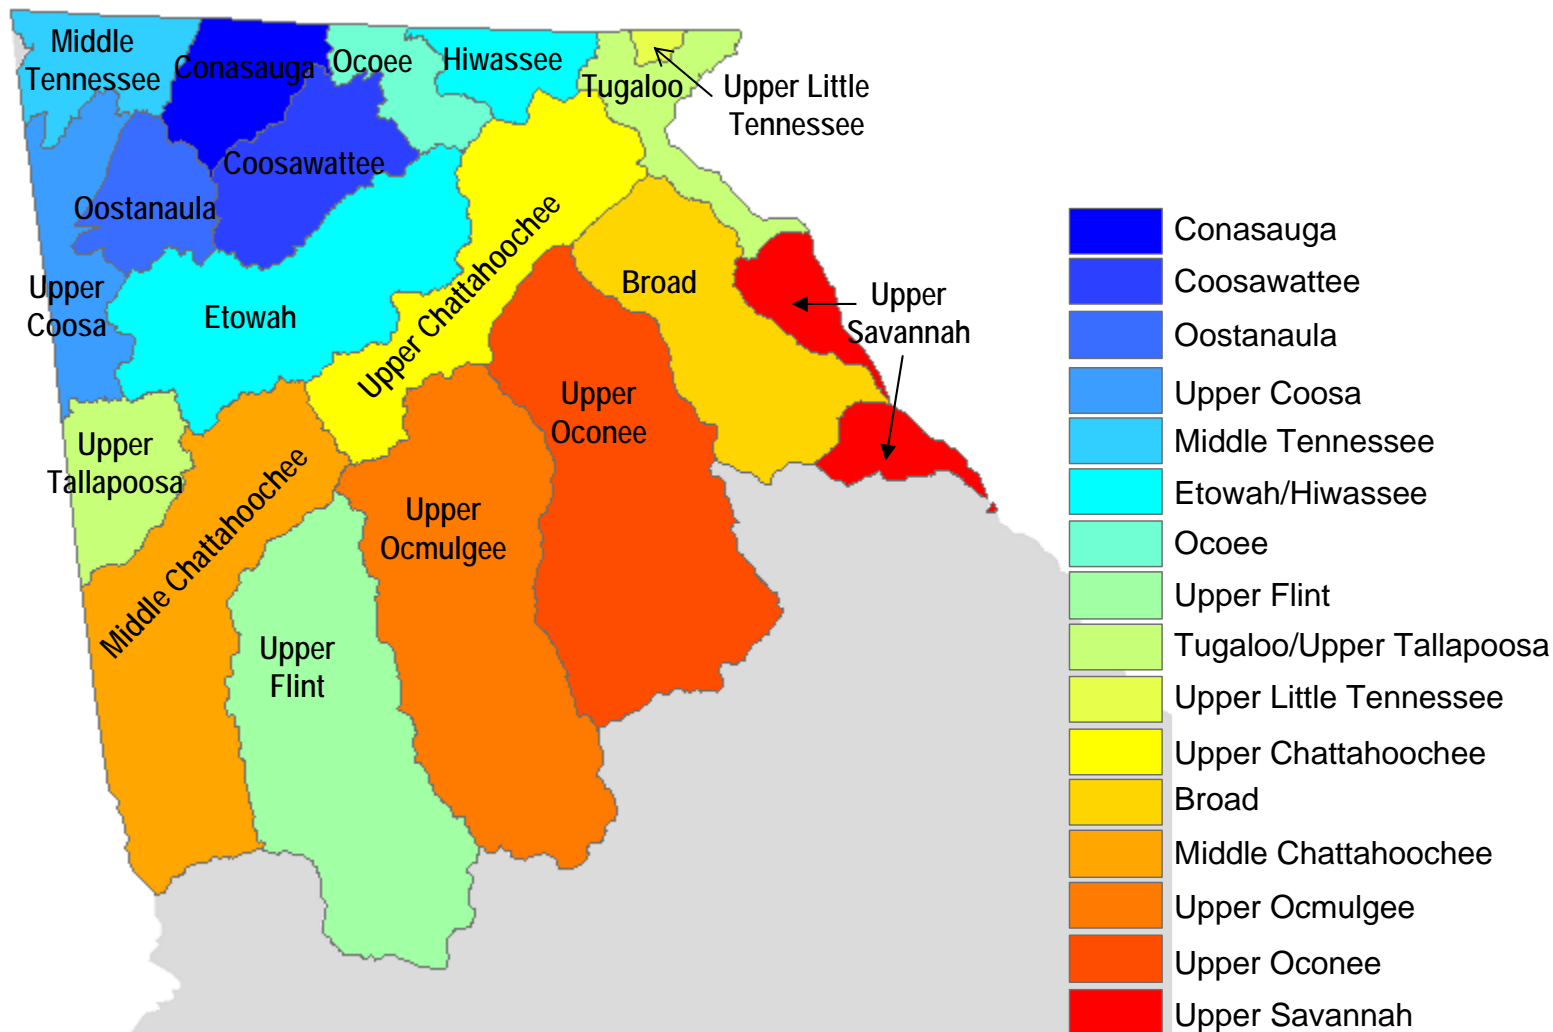 Middle
Tennessee
Conasauga
Ocoee
Hiwassee
Tugaloo
Upper Little
Tennessee
Coosawattee
Oostanaula
Upper
Coosa
Etowah
Upper Chattahoochee
Broad
Upper
Savannah
Upper
Oconee
Upper
Tallapoosa
Middle Chattahoochee
Upper
Ocmulgee
Upper
Flint
Conasauga
Coosawattee
Oostanaula
Upper Coosa
Middle Tennessee
Etowah/Hiwassee
Ocoee
Upper Flint
Tugaloo/Upper Tallapoosa
Upper Little Tennessee
Upper Chattahoochee
Broad
Middle Chattahoochee
Upper Ocmulgee
Upper Oconee
Upper Savannah